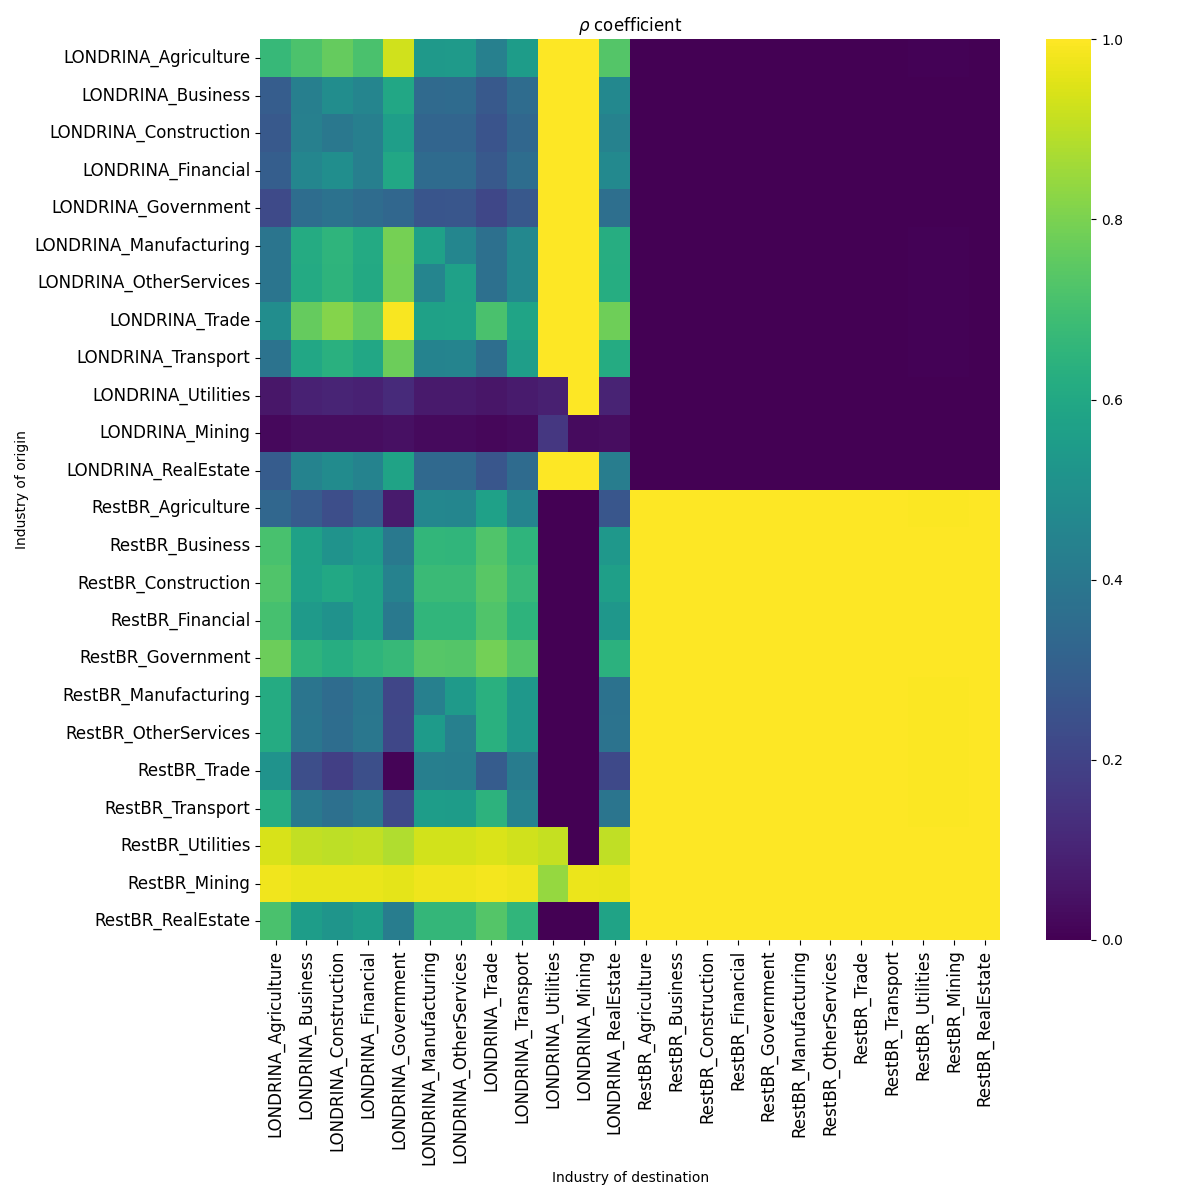 ρ coefficient
LONDRINA_Agriculture
LONDRINA_Business
LONDRINA_Construction
LONDRINA_Financial
LONDRINA_Government
LONDRINA_Manufacturing
LONDRINA_OtherServices
LONDRINA_Trade
LONDRINA_Transport
LONDRINA_Utilities
LONDRINA_Mining
LONDRINA_RealEstate
RestBR_Agriculture
RestBR_Business
RestBR_Construction
RestBR_Financial
RestBR_Government
RestBR_Manufacturing
RestBR_OtherServices
RestBR_Trade
RestBR_Transport
RestBR_Utilities
RestBR_Mining
RestBR_RealEstate
Industry of origin
LONDRINA_Agriculture
LONDRINA_Business
LONDRINA_Construction
LONDRINA_Financial
LONDRINA_Government
LONDRINA_Manufacturing
LONDRINA_OtherServices
LONDRINA_Trade
LONDRINA_Transport
LONDRINA_Utilities
LONDRINA_Mining
LONDRINA_RealEstate
RestBR_Agriculture
RestBR_Business
RestBR_Construction
RestBR_Financial
RestBR_Government
RestBR_Manufacturing
RestBR_OtherServices
RestBR_Trade
RestBR_Transport
RestBR_Utilities
RestBR_Mining
RestBR_RealEstate
Industry of destination
1.0
0.8
0.6
0.4
0.2
0.0